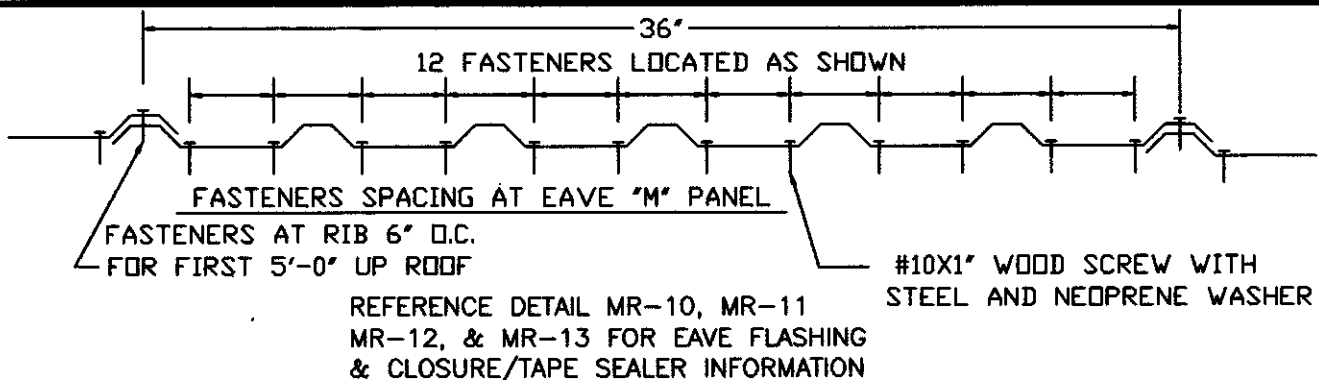 36"
12 FASTENERS LOCATED AS SHOWN
FASTENERS SPACING AT EAVE "M" PANEL
FASTENERS AT RIB 6" O.C.
FOR FIRST 5'-0" UP ROOF
#10X1" WOOD SCREW WITH
STEEL AND NEOPRENE WASHER
REFERENCE DETAIL MR-10, MR-11
MR-12, & MR-13 FOR EAVE FLASHING
& CLOSURE/TAPE SEALER INFORMATION